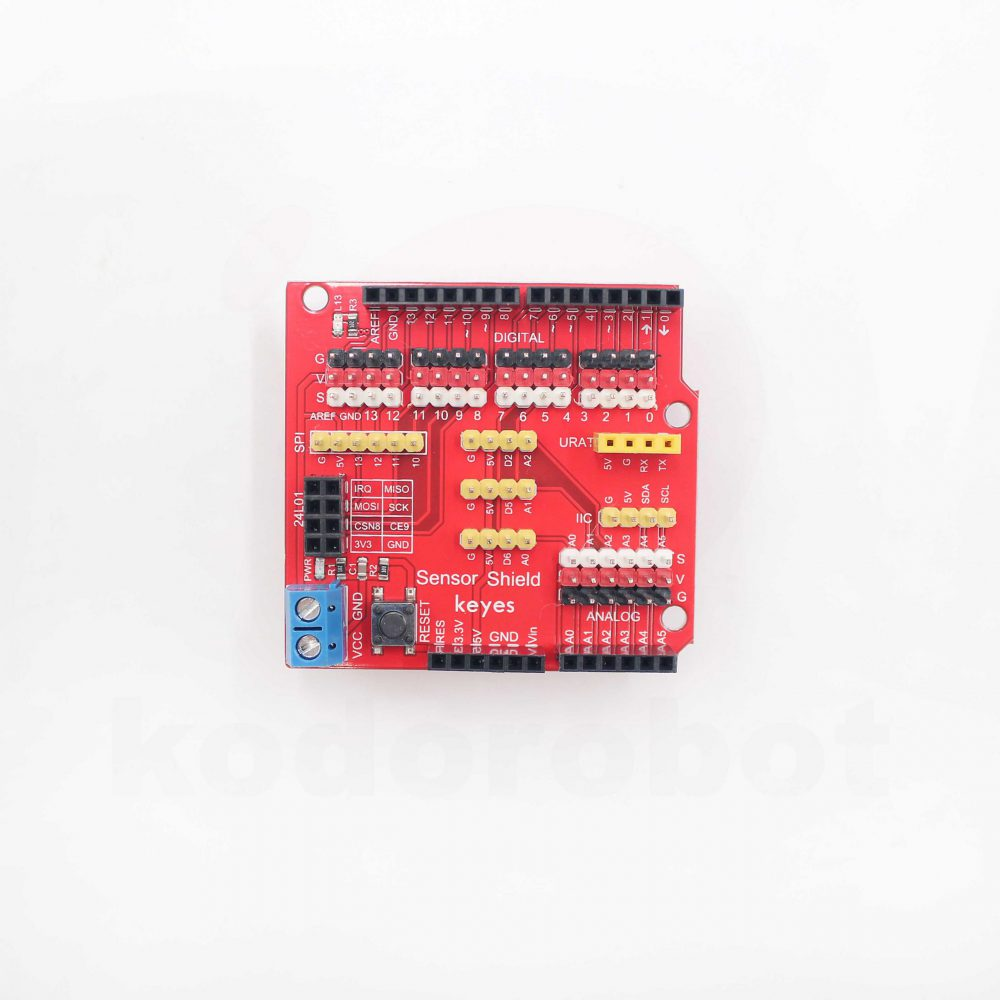 L13
R3
AREF
GND
13
12
11
~10
~9
8
7
~6
~5
4
~3
2
DIGITAL
G
V
S
AREF GND 13 12 11 10 9 8 7 6 5 4 3 2 1 0
SPI
G 5V 13 12 11 10
G 5V D2 A2
URAT
5V G RX TX
24L01
IRQ MISO
MOSI SCK
CSN8 CE9
3V3 GND
G 5V D5 A1
IIC
G 5V SDA SCL
G 5V D6 A0
A0 A1 A2 A3 A4 A5
S
V
G
PWR
R1
C1
R2
Sensor Shield
keyes
ANALOG
GND
VCC
RESET
RES
3.3V
5V
GND
Vin
A0
A1
A2
A3
A4
A5
kodorobot